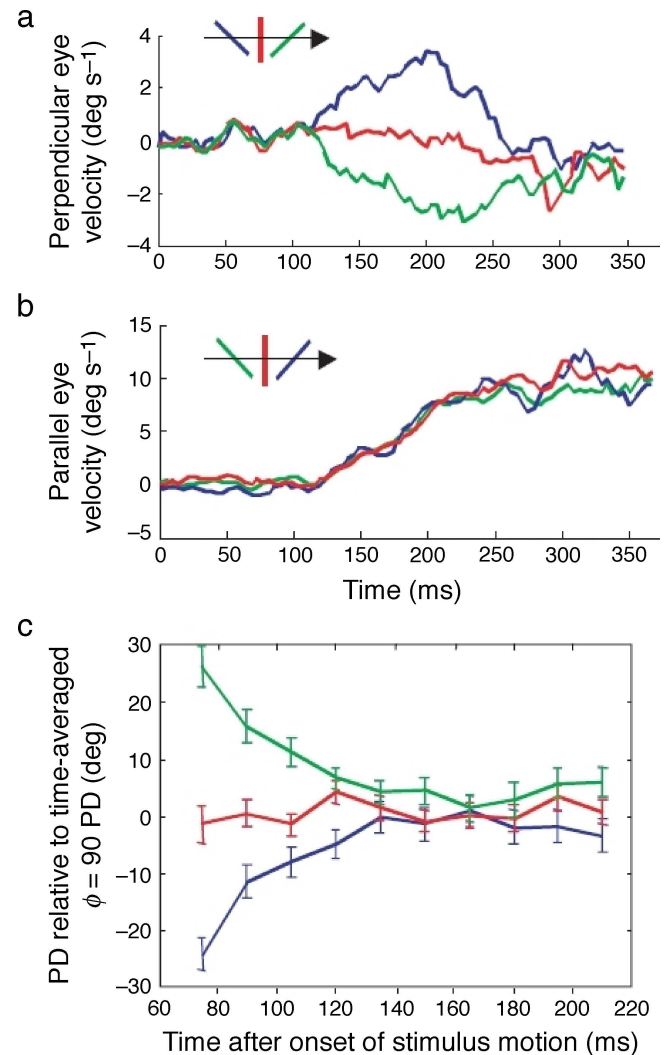 a
Perpendicular eye
velocity (deg s⁻¹)
4
2
0
−2
−4
0 50 100 150 200 250 300 350
b
Parallel eye
velocity (deg s⁻¹)
15
10
5
0
−5
0 50 100 150 200 250 300 350
Time (ms)
c
PD relative to time-averaged
ϕ = 90 PD (deg)
30
20
10
0
−10
−20
−30
60 80 100 120 140 160 180 200 220
Time after onset of stimulus motion (ms)